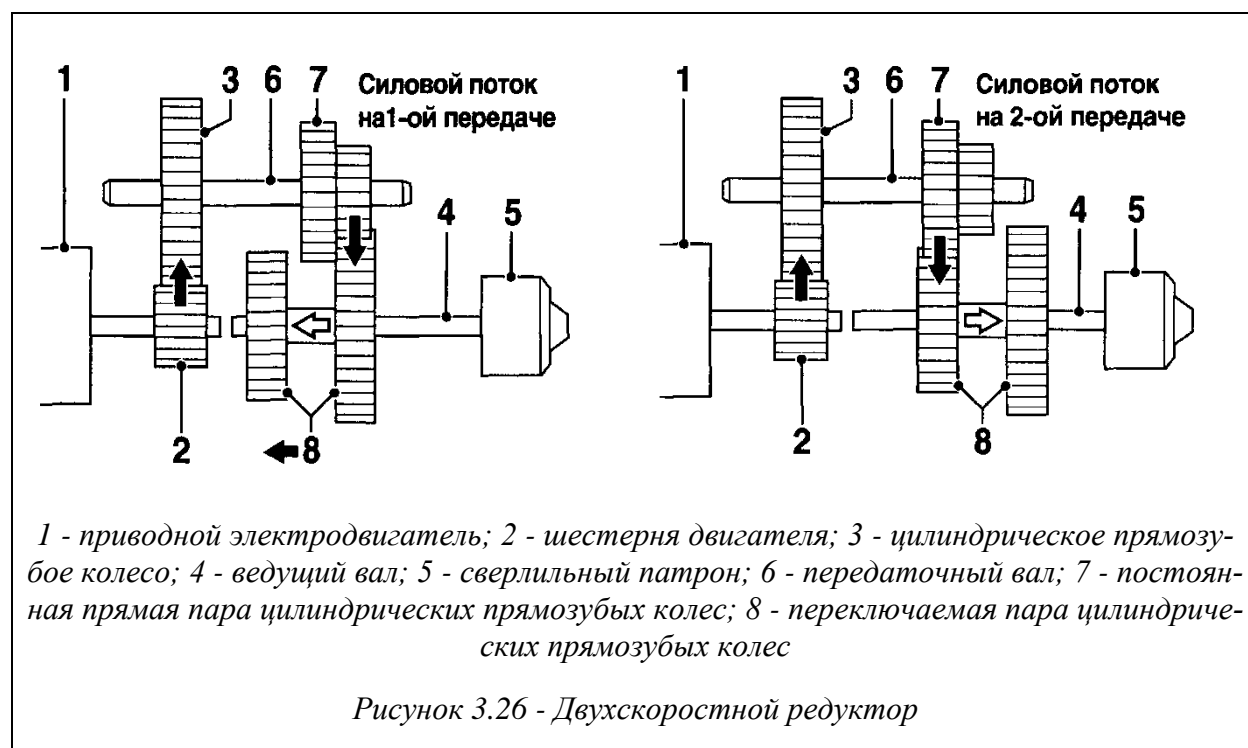 1 3 6 7 Силовой поток
на1-ой передаче
4 5
2 8
1 3 6 7 Силовой поток
на 2-ой передаче
4 5
2 8
1 - приводной электродвигатель; 2 - шестерня двигателя; 3 - цилиндрическое прямозу-
бое колесо; 4 - ведущий вал; 5 - сверлильный патрон; 6 - передаточный вал; 7 - постоян-
ная прямая пара цилиндрических прямозубых колес; 8 - переключаемая пара цилиндриче-
ских прямозубых колес
Рисунок 3.26 - Двухскоростной редуктор